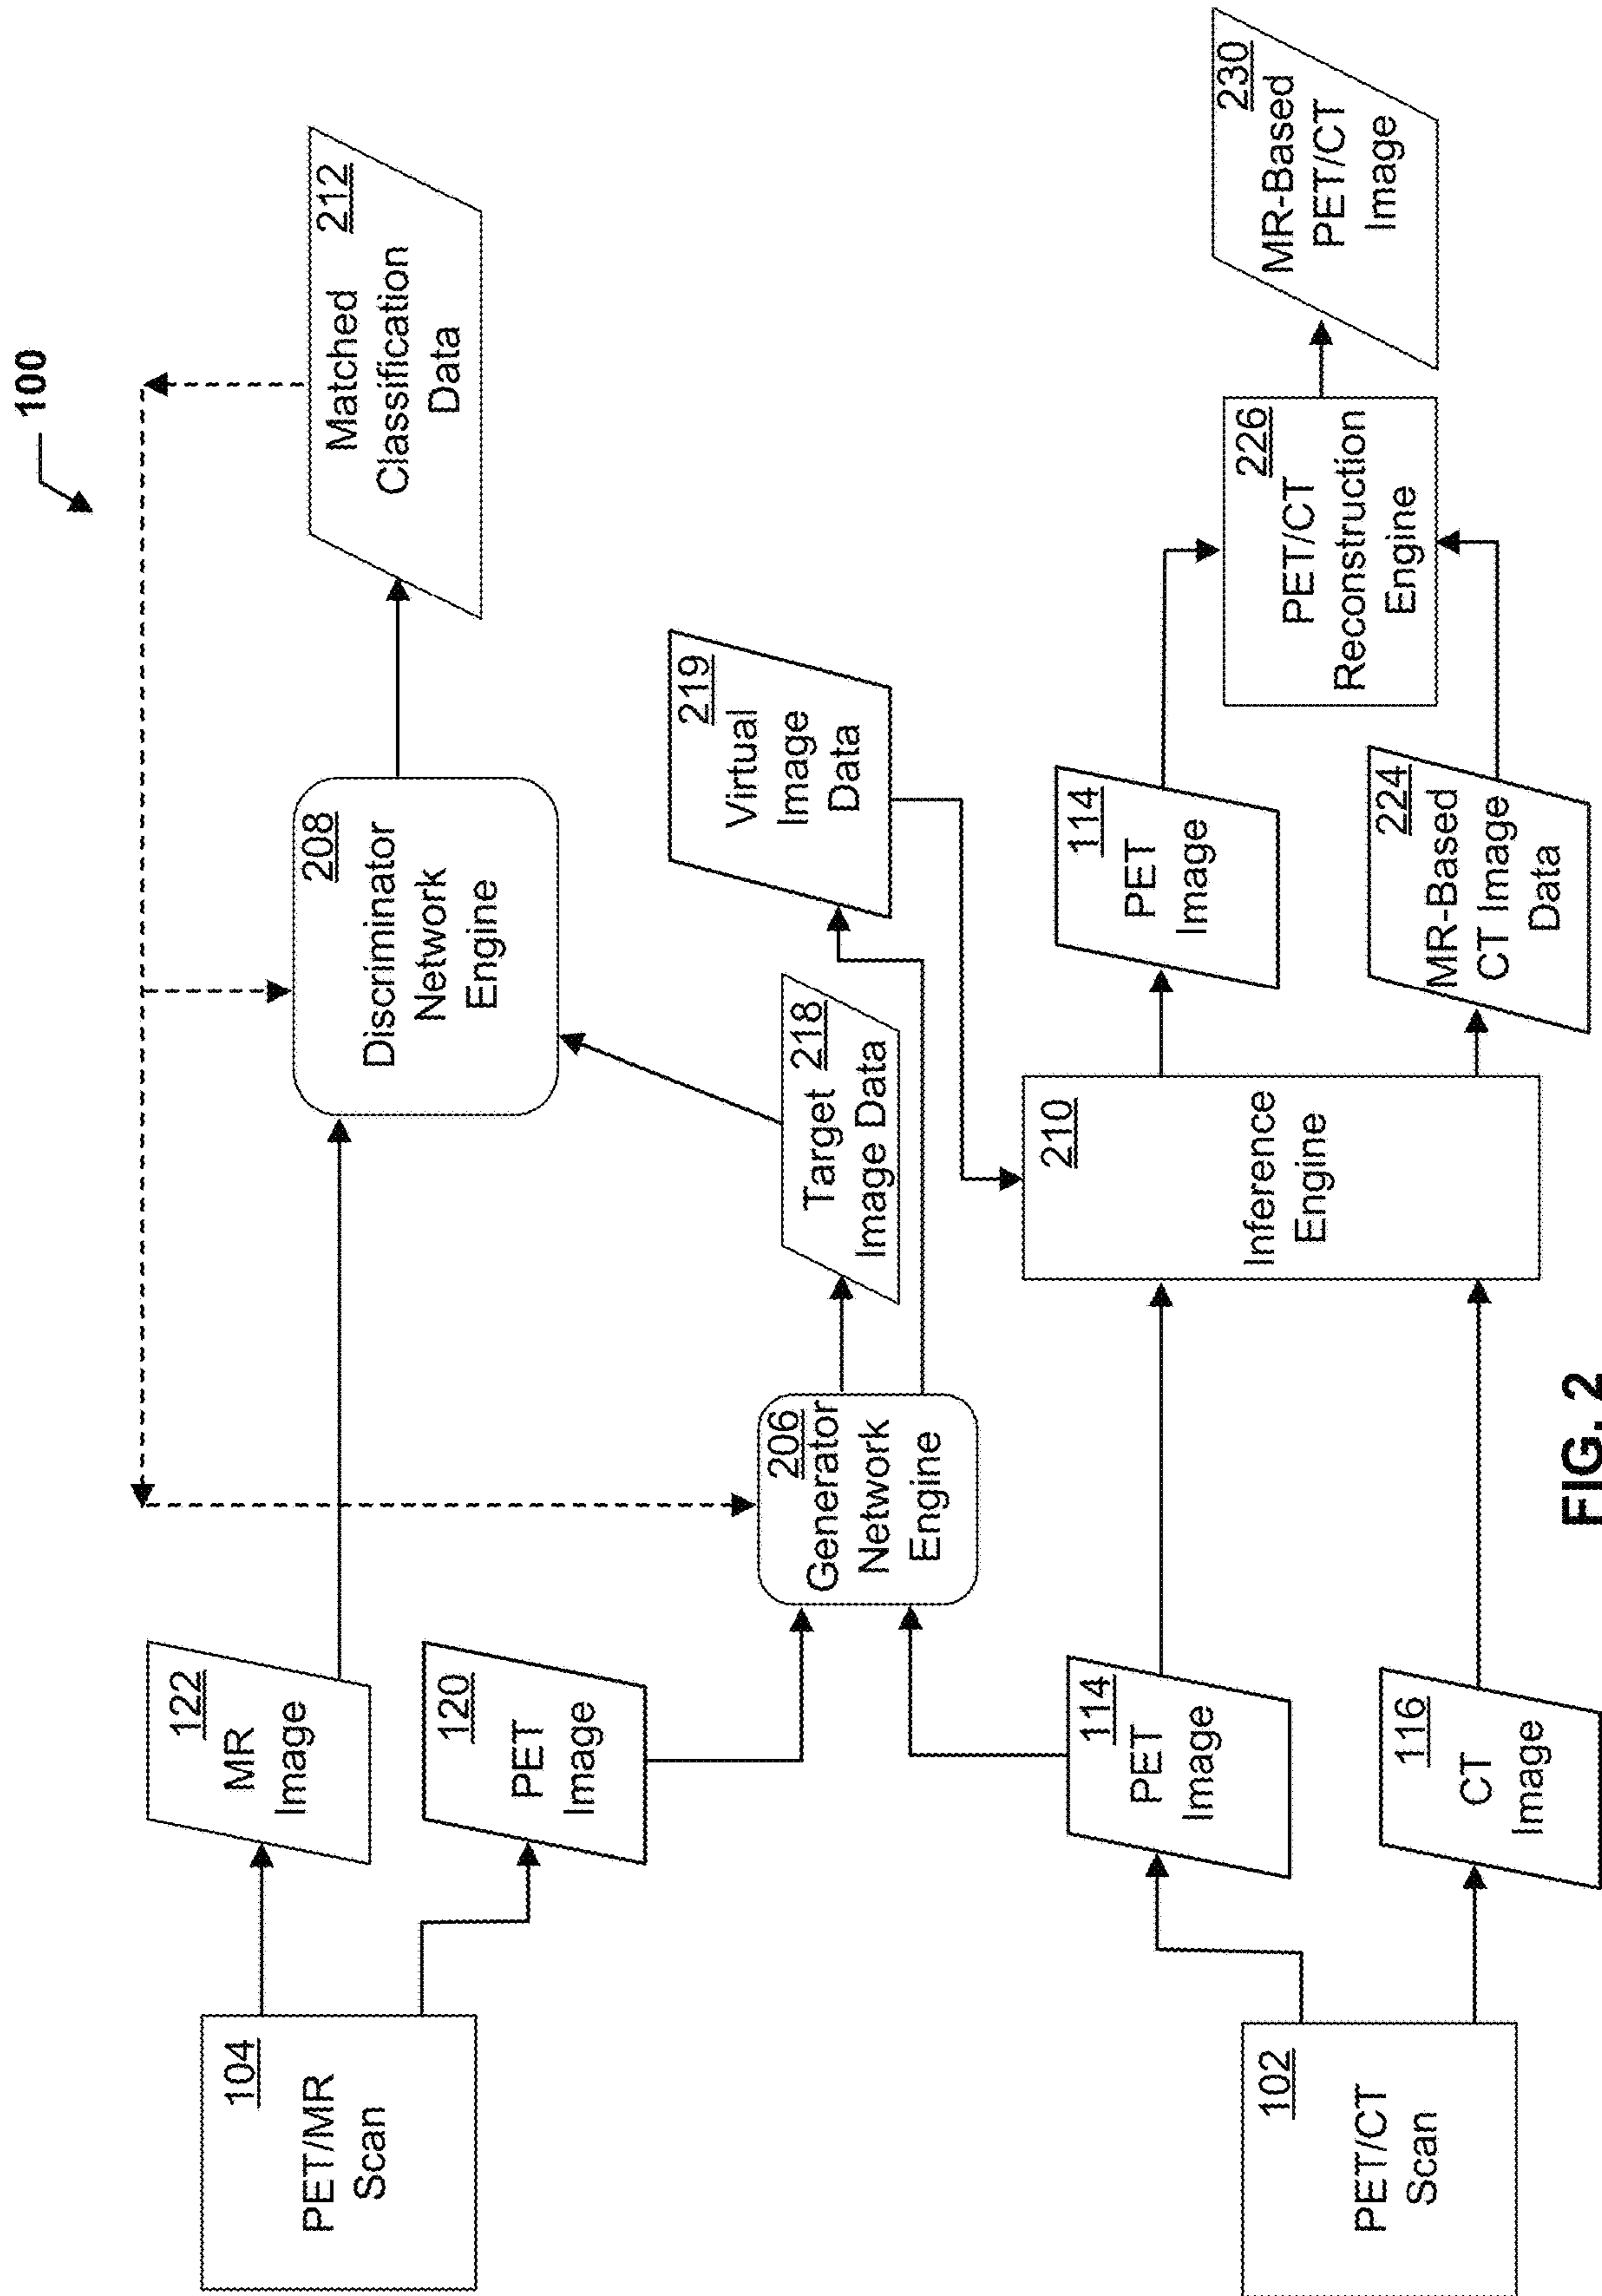 100
104
PET/MR
Scan
122
MR
Image
120
PET
Image
208
Discriminator
Network
Engine
212
Matched
Classification
Data
206
Generator
Network
Engine
Target 218
Image Data
219
Virtual
Image
Data
102
PET/CT
Scan
114
PET
Image
116
CT
Image
210
Inference
Engine
114
PET
Image
224
MR-Based
CT Image
Data
226
PET/CT
Reconstruction
Engine
230
MR-Based
PET/CT
Image
FIG. 2